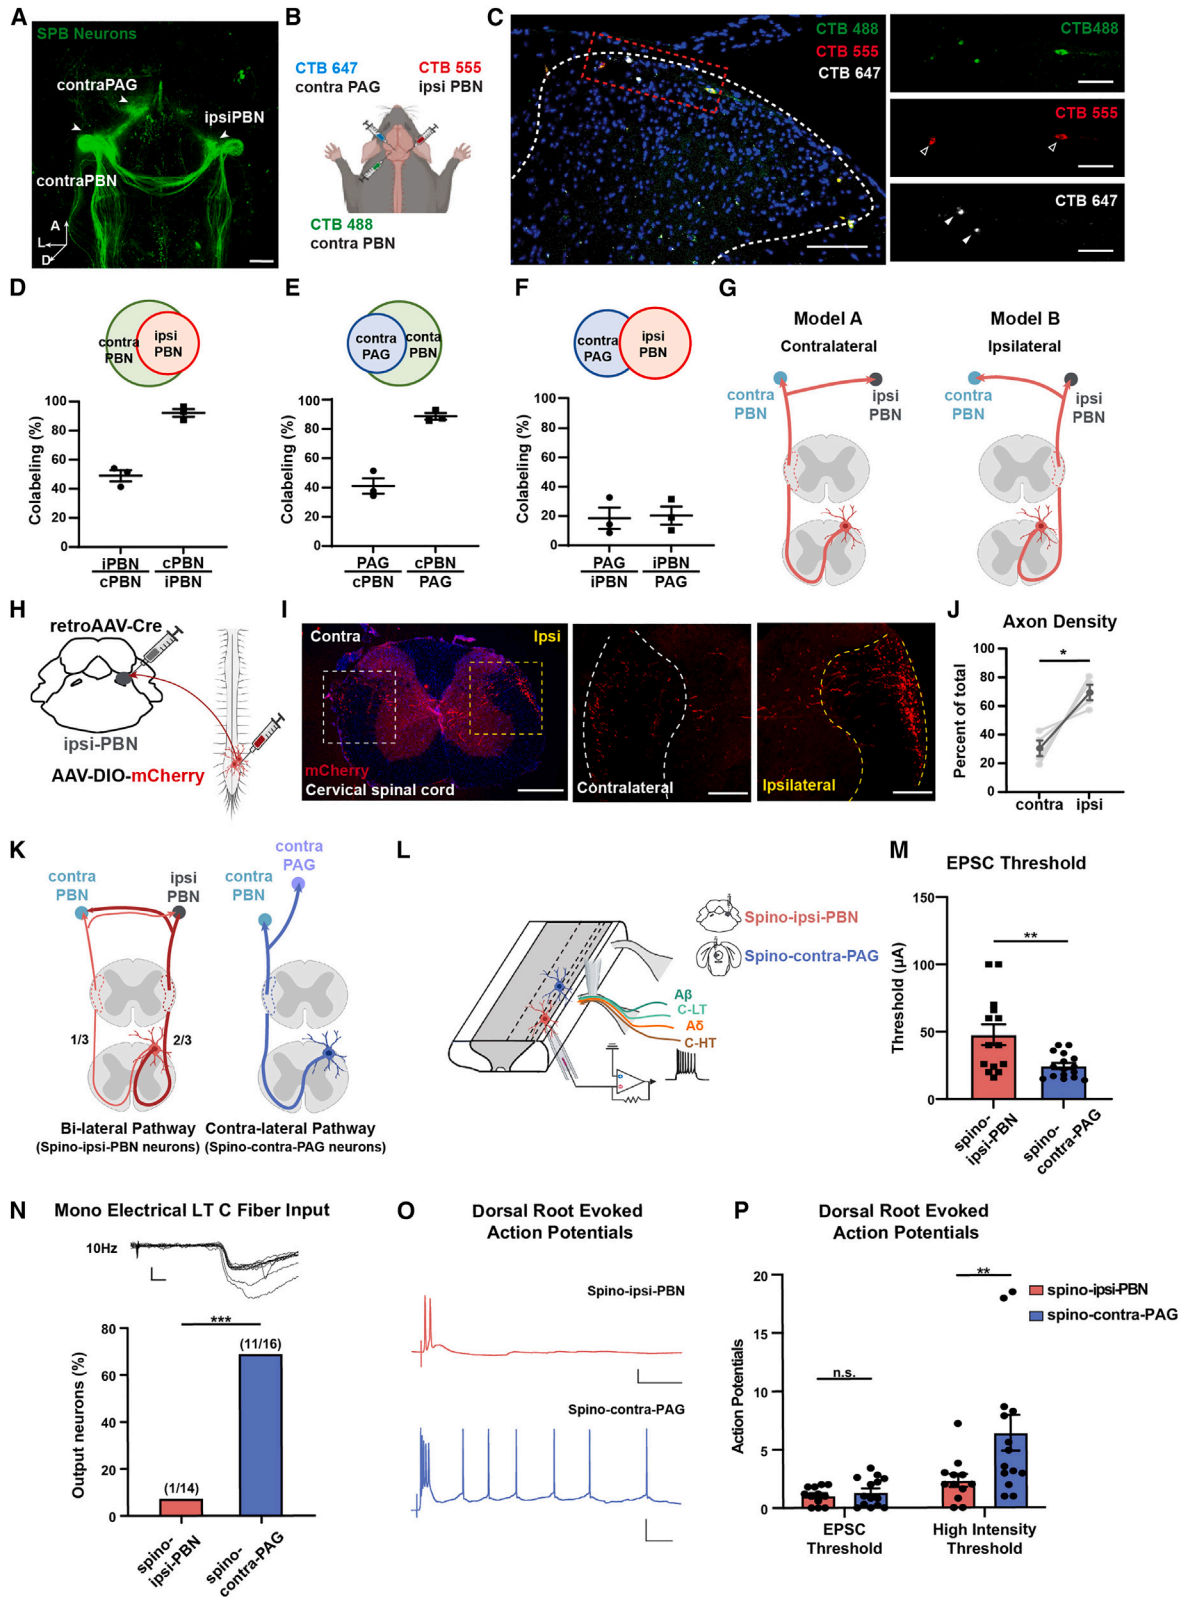 A
SPB Neurons
contraPAG
ipsiPBN
contraPBN
A
L
D
B
CTB 647
contra PAG
CTB 555
ipsi PBN
CTB 488
contra PBN
C
CTB 488
CTB 555
CTB 647
CTB488
CTB 555
CTB 647
D
contra
PBN
ipsi
PBN
Colabeling (%)
100
80
60
40
20
0
iPBN
cPBN
cPBN
iPBN
E
contra
PAG
conta
PBN
Colabeling (%)
100
80
60
40
20
0
PAG
cPBN
cPBN
PAG
F
contra
PAG
ipsi
PBN
Colabeling (%)
100
80
60
40
20
0
PAG
iPBN
iPBN
PAG
G
Model A
Contralateral
contra
PBN
ipsi
PBN
Model B
Ipsilateral
contra
PBN
ipsi
PBN
H
retroAAV-Cre
ipsi-PBN
AAV-DIO-mCherry
I
Contra
Ipsi
mCherry
Cervical spinal cord
Contralateral
Ipsilateral
J
Axon Density
*
Percent of total
100
80
60
40
20
0
contra
ipsi
K
contra
PBN
ipsi
PBN
1/3
2/3
Bi-lateral Pathway
(Spino-ipsi-PBN neurons)
contra
PAG
contra
PBN
Contra-lateral Pathway
(Spino-contra-PAG neurons)
L
Spino-ipsi-PBN
Spino-contra-PAG
Aβ
C-LT
Aδ
C-HT
M
EPSC Threshold
**
Threshold (μA)
150
100
50
0
spino-
ipsi-PBN
spino-
contra-PAG
N
Mono Electrical LT C Fiber Input
10Hz
***
Output neurons (%)
80
60
40
20
0
(1/14)
(11/16)
spino-
ipsi-PBN
spino-
contra-PAG
O
Dorsal Root Evoked
Action Potentials
Spino-ipsi-PBN
Spino-contra-PAG
P
Dorsal Root Evoked
Action Potentials
n.s.
**
spino-ipsi-PBN
spino-contra-PAG
Action Potentials
20
15
10
5
0
EPSC
Threshold
High Intensity
Threshold